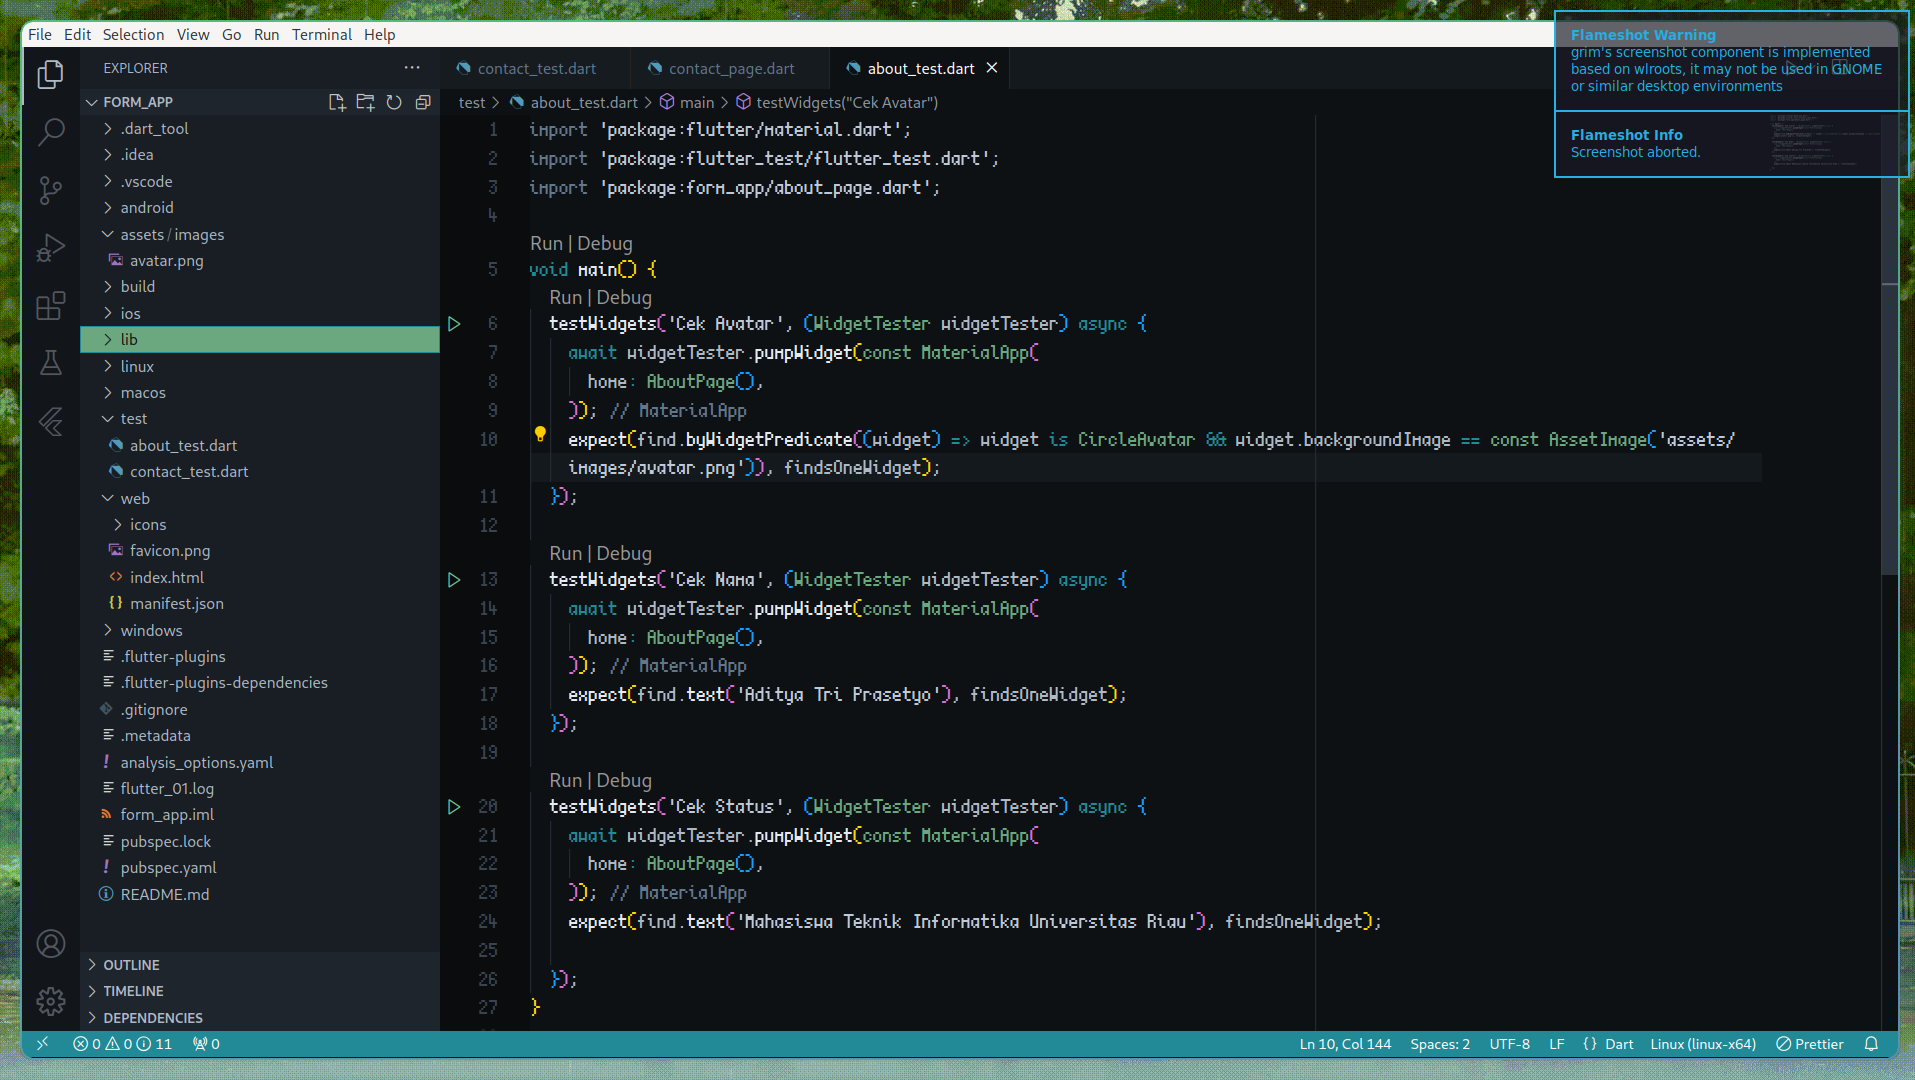 File Edit Selection View Go Run Terminal Help
EXPLORER
FORM_APP
.dart_tool
.idea
.vscode
android
assets / images
avatar.png
build
ios
lib
linux
macos
test
about_test.dart
contact_test.dart
web
icons
favicon.png
index.html
manifest.json
windows
.flutter-plugins
.flutter-plugins-dependencies
.gitignore
.metadata
analysis_options.yaml
flutter_01.log
form_app.iml
pubspec.lock
pubspec.yaml
README.md
OUTLINE
TIMELINE
DEPENDENCIES
contact_test.dart contact_page.dart about_test.dart
test > about_test.dart > main > testWidgets("Cek Avatar")
1 import 'package:flutter/material.dart';
2 import 'package:flutter_test/flutter_test.dart';
3 import 'package:form_app/about_page.dart';
4
Run | Debug
5 void main() {
Run | Debug
6 testWidgets('Cek Avatar', (WidgetTester widgetTester) async {
7 await widgetTester.pumpWidget(const MaterialApp(
8 home: AboutPage(),
9 )); // MaterialApp
10 expect(find.byWidgetPredicate((widget) => widget is CircleAvatar && widget.backgroundImage == const AssetImage('assets/
images/avatar.png')), findsOneWidget);
11 });
12
Run | Debug
13 testWidgets('Cek Nama', (WidgetTester widgetTester) async {
14 await widgetTester.pumpWidget(const MaterialApp(
15 home: AboutPage(),
16 )); // MaterialApp
17 expect(find.text('Aditya Tri Prasetyo'), findsOneWidget);
18 });
19
Run | Debug
20 testWidgets('Cek Status', (WidgetTester widgetTester) async {
21 await widgetTester.pumpWidget(const MaterialApp(
22 home: AboutPage(),
23 )); // MaterialApp
24 expect(find.text('Mahasiswa Teknik Informatika Universitas Riau'), findsOneWidget);
25
26 });
27 }
Flameshot Warning
grim's screenshot component is implemented
based on wlroots, it may not be used in GNOME
or similar desktop environments
Flameshot Info
Screenshot aborted.
0 0 11 0
Ln 10, Col 144 Spaces: 2 UTF-8 LF {} Dart Linux (linux-x64) Prettier